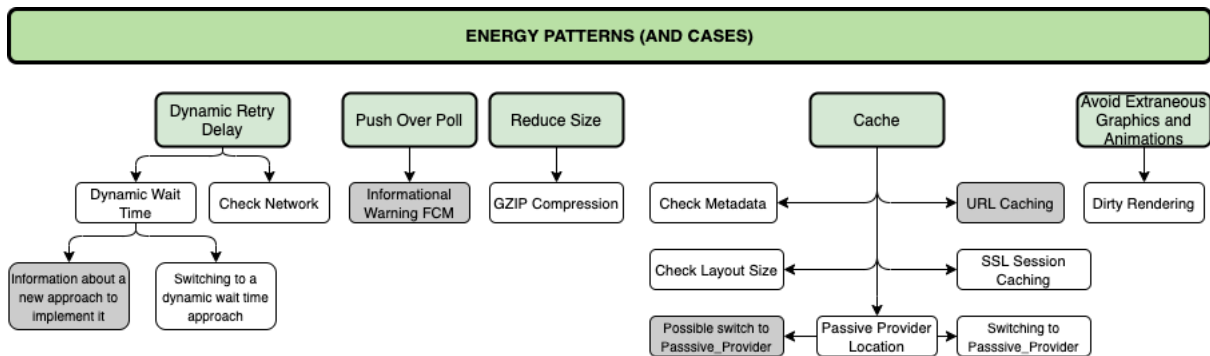 ENERGY PATTERNS (AND CASES)
Dynamic Retry
Delay
Push Over Poll
Reduce Size
Cache
Avoid Extraneous
Graphics and
Animations
Dynamic Wait
Time
Check Network
Informational
Warning FCM
GZIP Compression
Check Metadata
URL Caching
Dirty Rendering
Information about a
new approach to
implement it
Switching to a
dynamic wait time
approach
Check Layout Size
SSL Session
Caching
Possible switch to
Passsive_Provider
Passive Provider
Location
Switching to
Passsive_Provider